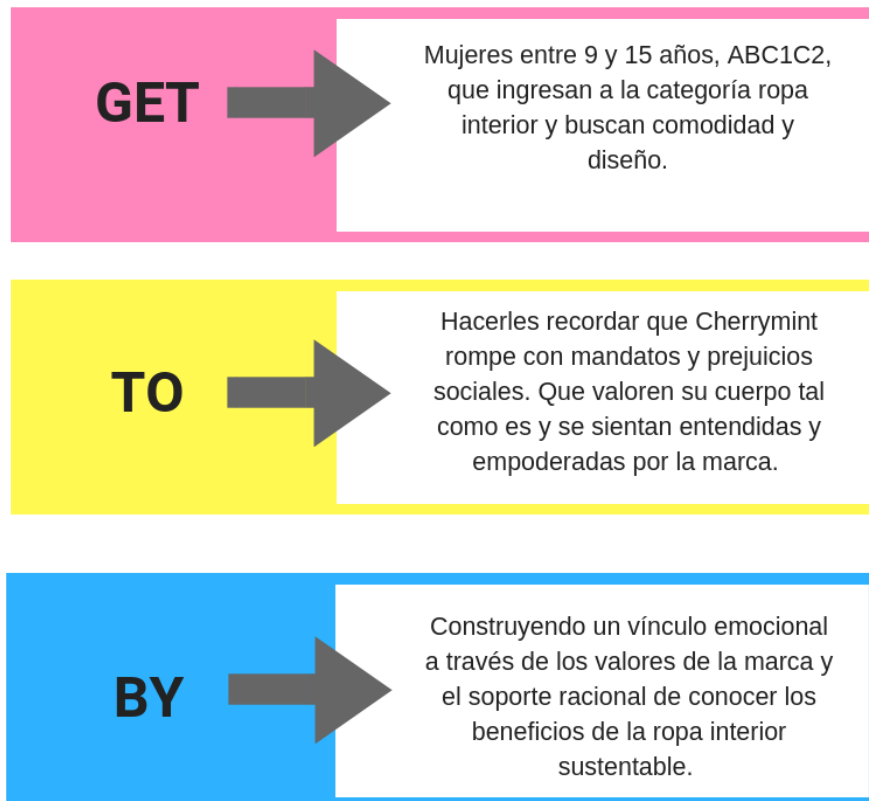 GET
Mujeres entre 9 y 15 años, ABC1C2,
que ingresan a la categoría ropa
interior y buscan comodidad y
diseño.
TO
Hacerles recordar que Cherrymint
rompe con mandatos y prejuicios
sociales. Que valoren su cuerpo tal
como es y se sientan entendidas y
empoderadas por la marca.
BY
Construyendo un vínculo emocional
a través de los valores de la marca y
el soporte racional de conocer los
beneficios de la ropa interior
sustentable.